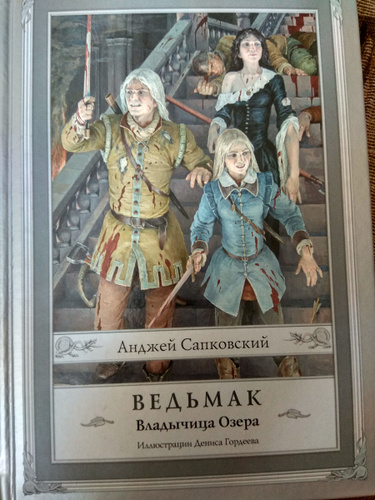 Анджей Сапковский
ВЕДЬМАК
Владычица Озера
Иллюстрации Дениса Гордеева